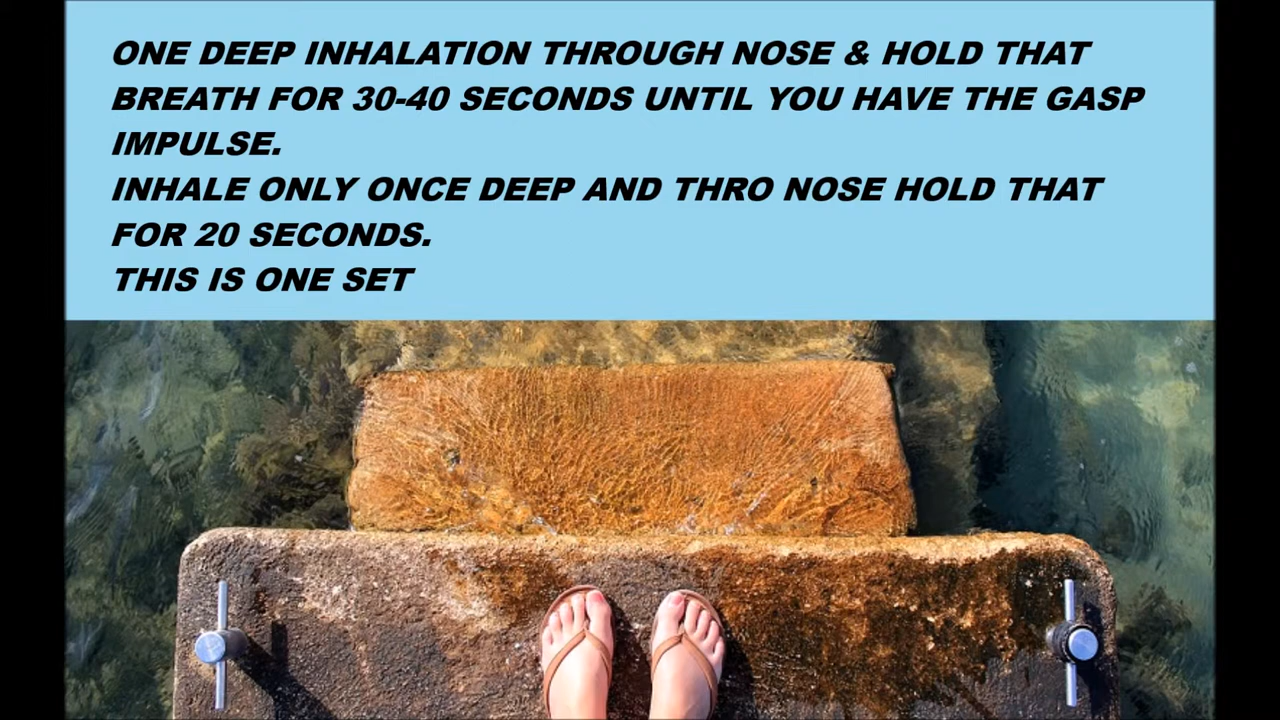 ONE DEEP INHALATION THROUGH NOSE & HOLD THAT
BREATH FOR 30-40 SECONDS UNTIL YOU HAVE THE GASP
IMPULSE.
INHALE ONLY ONCE DEEP AND THRO NOSE HOLD THAT
FOR 20 SECONDS.
THIS IS ONE SET